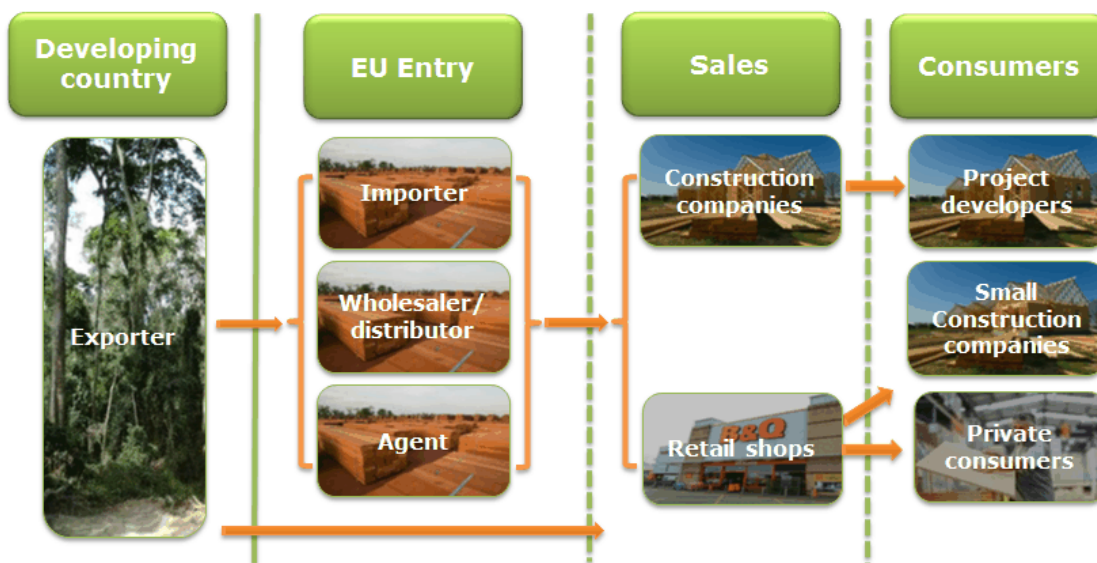 Developing
country
EU Entry
Sales
Consumers
Exporter
Importer
Wholesaler/
distributor
Agent
Construction
companies
B&Q
Retail shops
Project
developers
Small
Construction
companies
Private
consumers